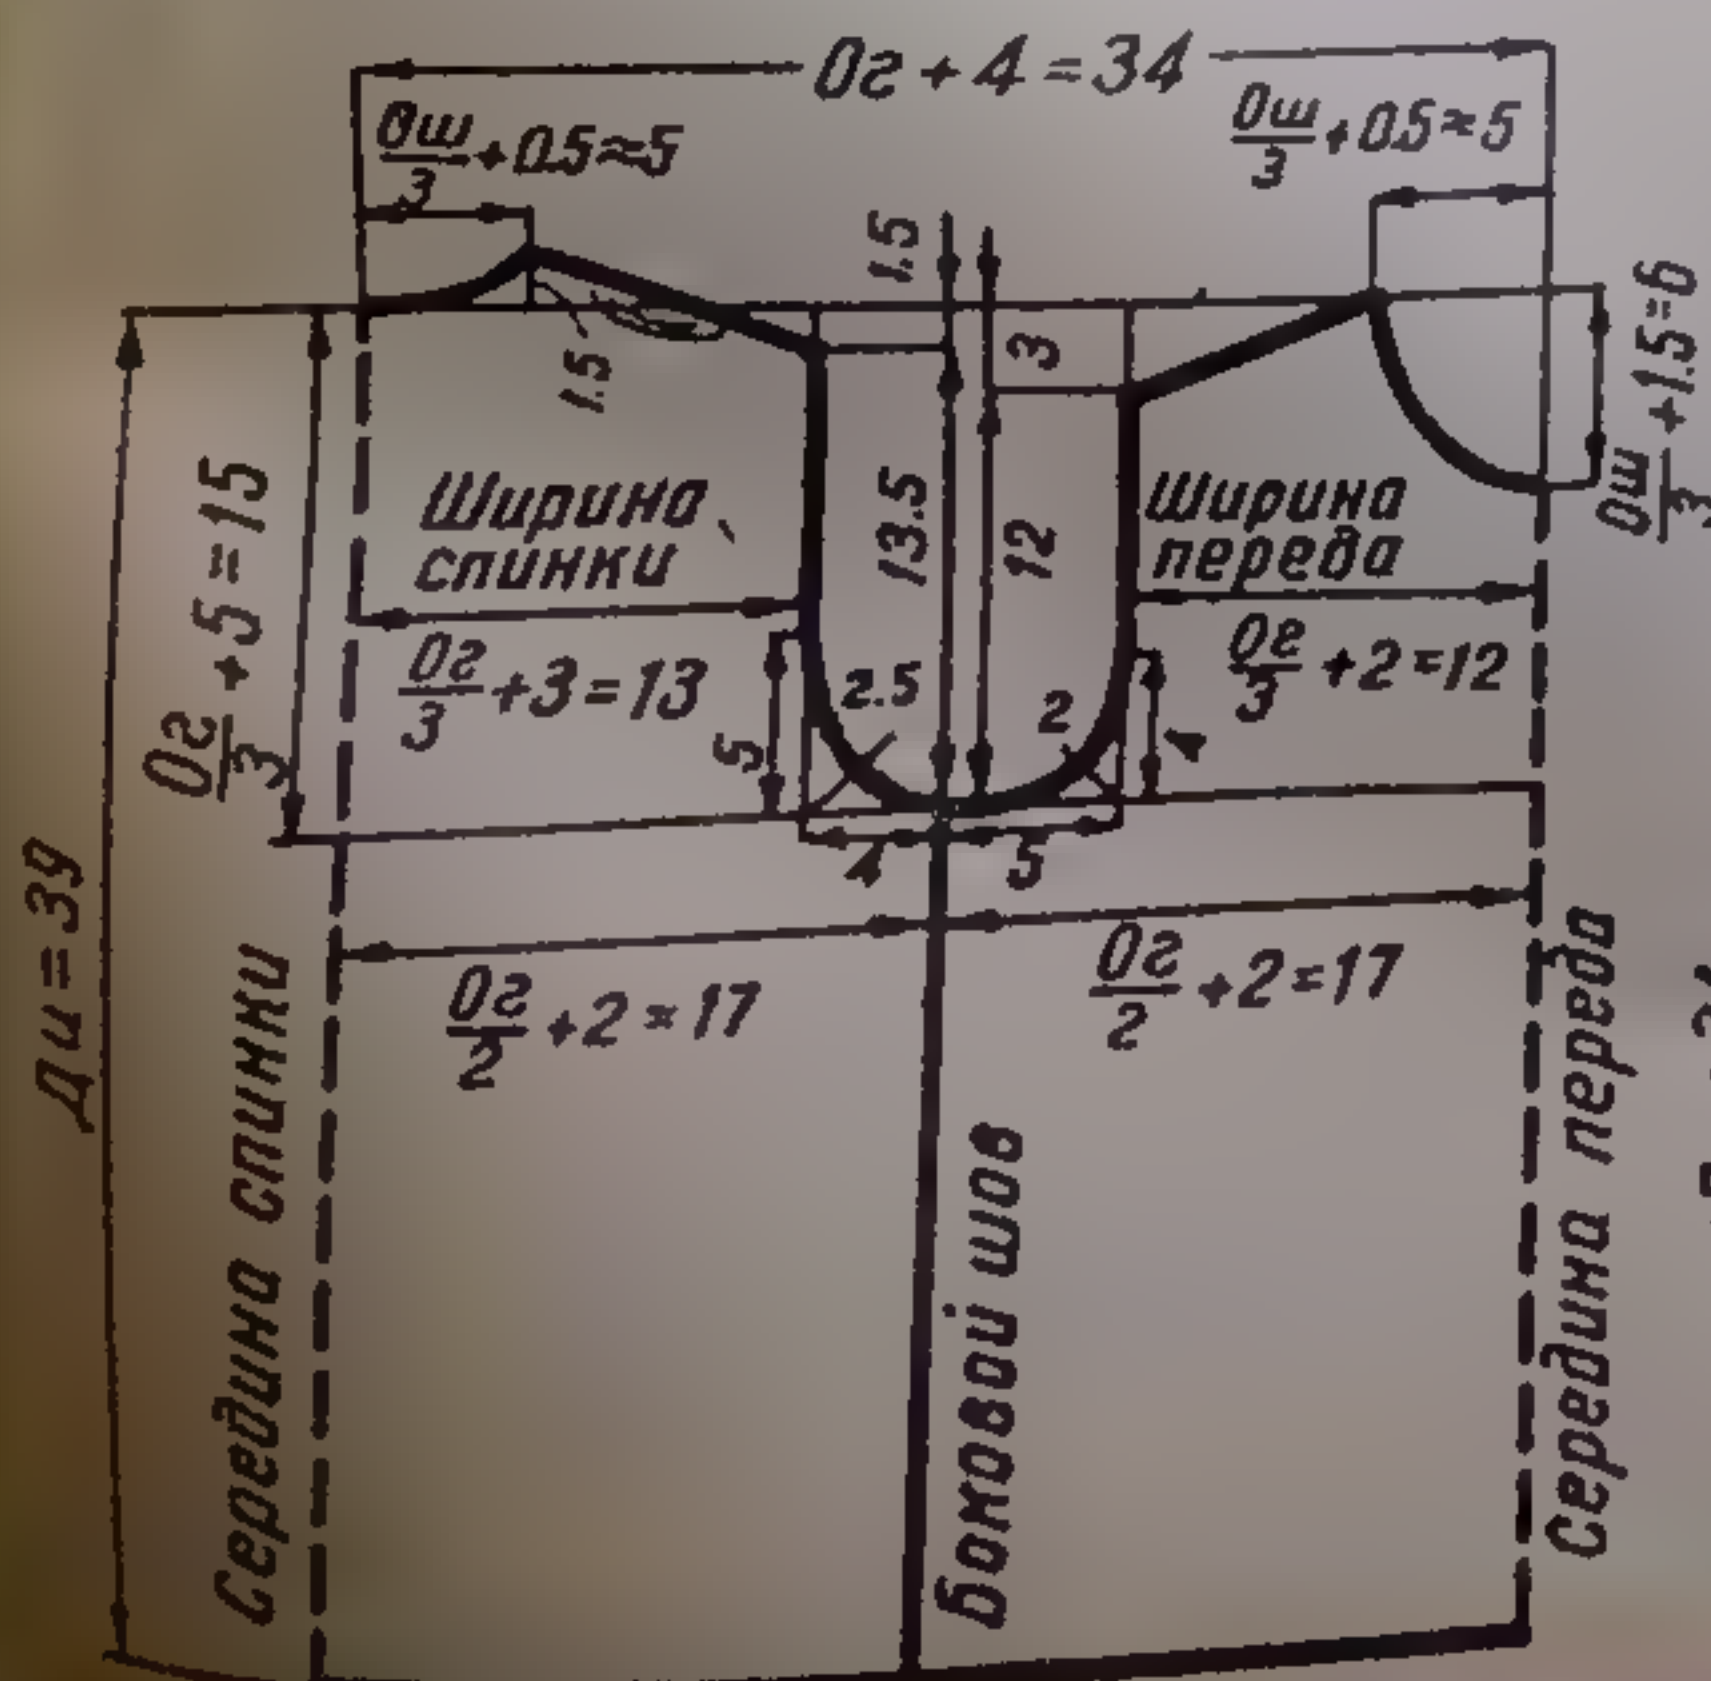 Ог + 4 = 34
Ош/3 + 0.5 ≈ 5
Ош/3 + 0.5 ≈ 5
1.5
3
1.5
Ош/3 + 1.5 = 6
Ог/3 + 5 = 15
Ширина
спинки
13.5
12
Ширина
переда
Ог/3 + 3 = 13
Ог/3 + 2 = 12
5
2.5
2
4
4
5
Ди = 39
Ог/2 + 2 = 17
Ог/2 + 2 = 17
Середина спинки
Боковой шов
Середина переда